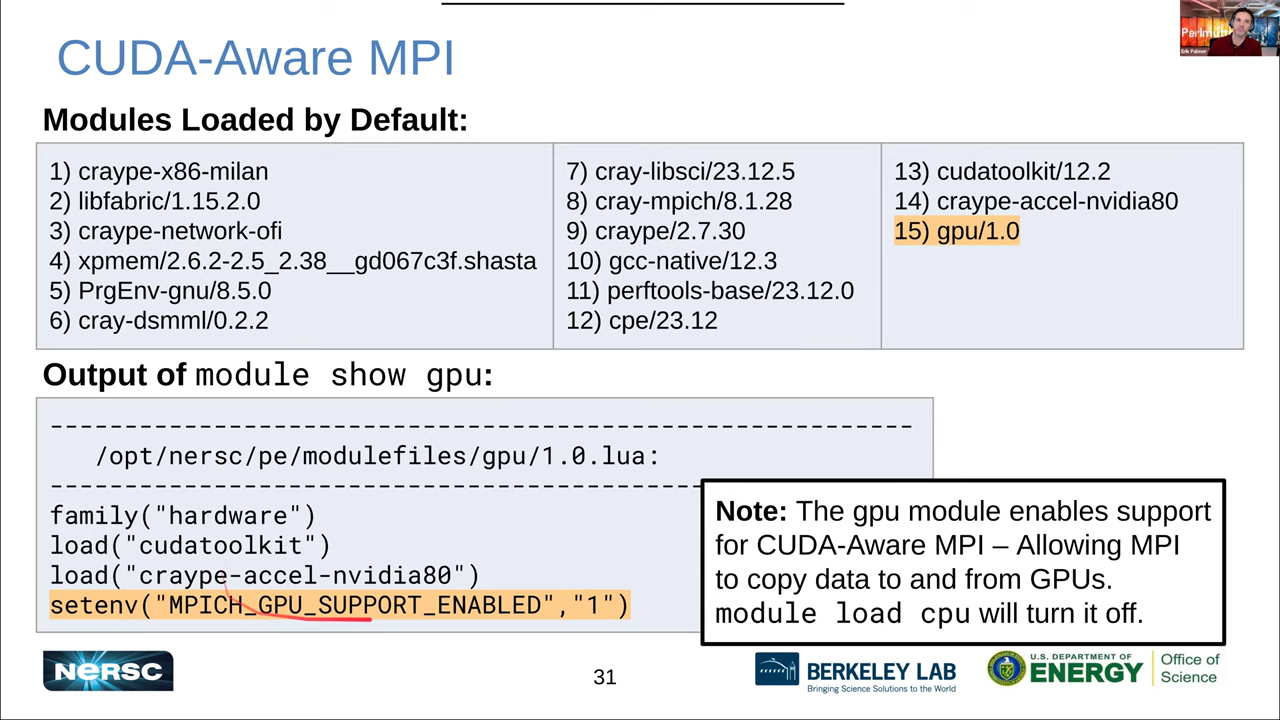 CUDA-Aware MPI
Modules Loaded by Default:
1) craype-x86-milan
2) libfabric/1.15.2.0
3) craype-network-ofi
4) xpmem/2.6.2-2.5_2.38__gd067c3f.shasta
5) PrgEnv-gnu/8.5.0
6) cray-dsmml/0.2.2
7) cray-libsci/23.12.5
8) cray-mpich/8.1.28
9) craype/2.7.30
10) gcc-native/12.3
11) perftools-base/23.12.0
12) cpe/23.12
13) cudatoolkit/12.2
14) craype-accel-nvidia80
15) gpu/1.0
Output of module show gpu:
---------------------------------------------------------
/opt/nersc/pe/modulefiles/gpu/1.0.lua:
-------------------------------------------
family("hardware")
load("cudatoolkit")
load("craype-accel-nvidia80")
setenv("MPICH_GPU_SUPPORT_ENABLED","1")
Note: The gpu module enables support
for CUDA-Aware MPI – Allowing MPI
to copy data to and from GPUs.
module load cpu will turn it off.
NERSC
31
BERKELEY LAB
Bringing Science Solutions to the World
U.S. DEPARTMENT OF
ENERGY
Office of
Science
Erik Palmer